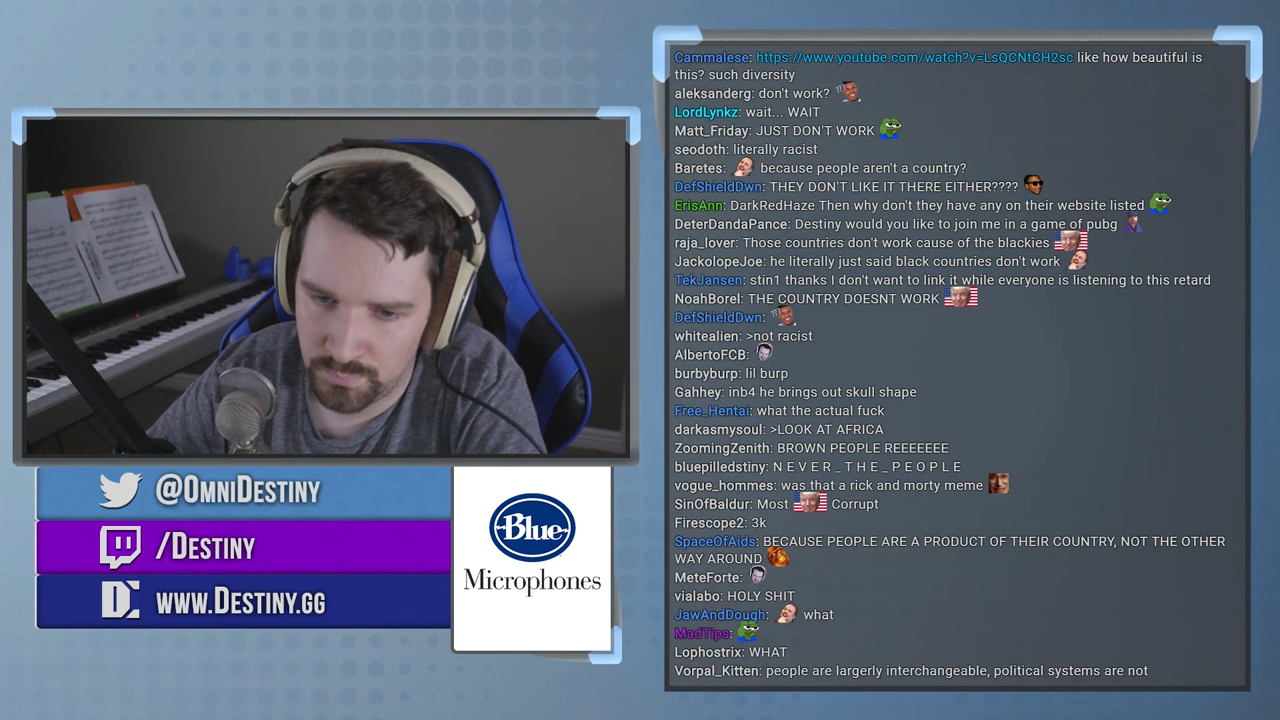 @OmniDestiny
/Destiny
www.Destiny.gg
Blue
Microphones
Cammalese: https://www.youtube.com/watch?v=LsQCNtCH2sc like how beautiful is
this? such diversity
aleksanderg: don't work?
LordLynkz: wait... WAIT
Matt_Friday: JUST DON'T WORK
seodoth: literally racist
Baretes: because people aren't a country?
DefShieldDwn: THEY DON'T LIKE IT THERE EITHER????
ErisAnn: DarkRedHaze Then why don't they have any on their website listed
DeterDandaPance: Destiny would you like to join me in a game of pubg
raja_lover: Those countries don't work cause of the blackies
JackolopeJoe: he literally just said black countries don't work
TekJansen: stin1 thanks I don't want to link it while everyone is listening to this retard
NoahBorel: THE COUNTRY DOESNT WORK
DefShieldDwn:
whitealien: >not racist
AlbertoFCB:
burbyburp: lil burp
Gahhey: inb4 he brings out skull shape
Free_Hentai: what the actual fuck
darkasmysoul: >LOOK AT AFRICA
ZoomingZenith: BROWN PEOPLE REEEEEEE
bluepilledstiny: N E V E R _ T H E _ P E O P L E
vogue_hommes: was that a rick and morty meme
SinOfBaldur: Most Corrupt
Firescope2: 3k
SpaceOfAids: BECAUSE PEOPLE ARE A PRODUCT OF THEIR COUNTRY, NOT THE OTHER
WAY AROUND
MeteForte:
vialabo: HOLY SHIT
JawAndDough: what
MadTips:
Lophostrix: WHAT
Vorpal_Kitten: people are largerly interchangeable, political systems are not